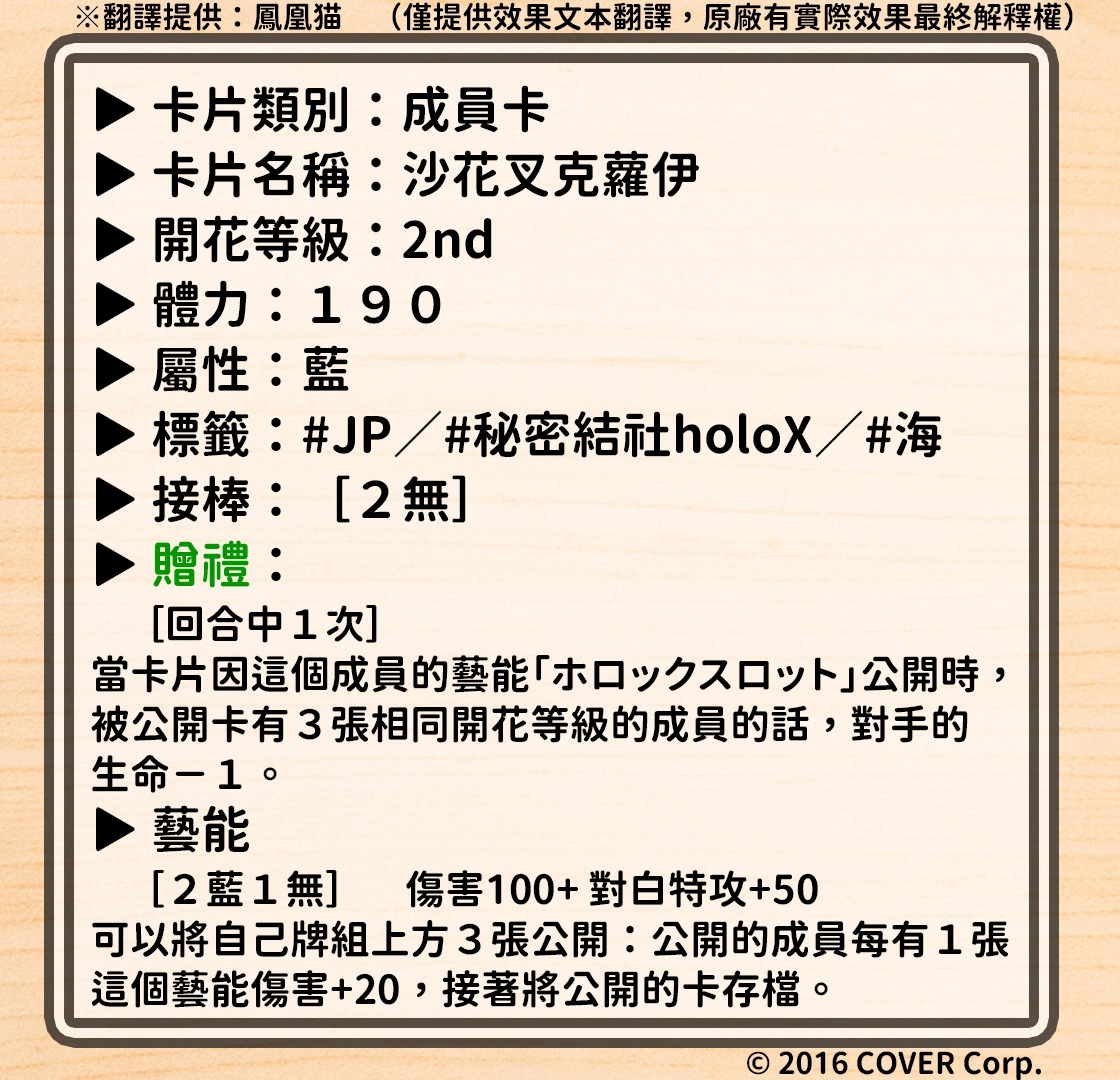 ※翻譯提供：鳳凰猫　（僅提供效果文本翻譯，原廠有實際效果最終解釋權）
▶ 卡片類別：成員卡
▶ 卡片名稱：沙花叉克蘿伊
▶ 開花等級：2nd
▶ 體力：１９０
▶ 屬性：藍
▶ 標籤：#JP／#秘密結社holoX／#海
▶ 接棒：［２無］
▶ 贈禮：
［回合中１次］
當卡片因這個成員的藝能「ホロックスロット」公開時，
被公開卡有３張相同開花等級的成員的話，對手的
生命－１。
▶ 藝能
［２藍１無］　傷害100+ 對白特攻+50
可以將自己牌組上方３張公開：公開的成員每有１張
這個藝能傷害+20，接著將公開的卡存檔。
© 2016 COVER Corp.